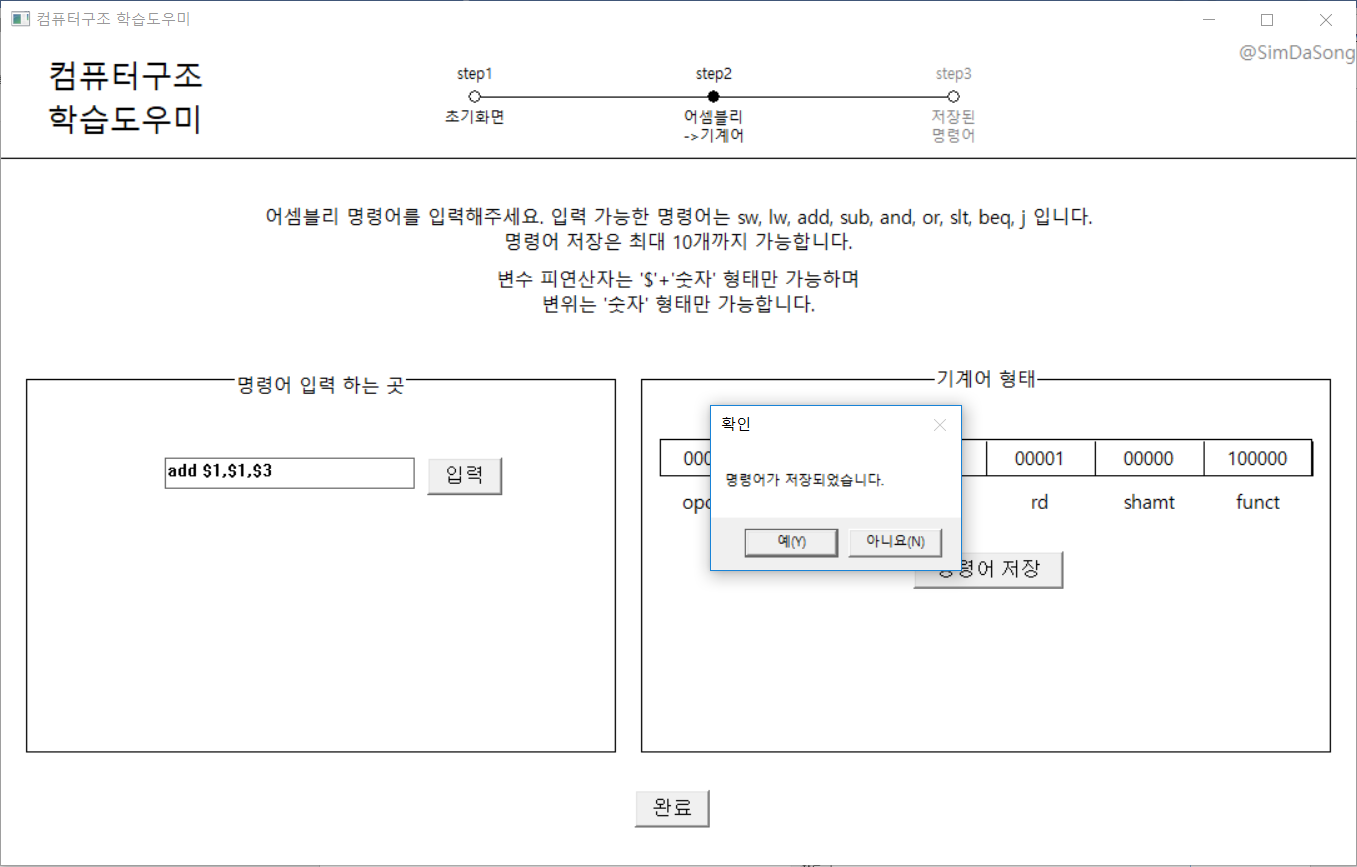 컴퓨터구조 학습도우미
@SimDaSong
컴퓨터구조
학습도우미
step1
초기화면
step2
어셈블리
->기계어
step3
저장된
명령어
어셈블리 명령어를 입력해주세요. 입력 가능한 명령어는 sw, lw, add, sub, and, or, slt, beq, j 입니다.
명령어 저장은 최대 10개까지 가능합니다.
변수 피연산자는 '$'+'숫자' 형태만 가능하며
변위는 '숫자' 형태만 가능합니다.
명령어 입력 하는 곳
add $1,$1,$3
입력
기계어 형태
00001 00000 100000
rd shamt funct
확인
명령어가 저장되었습니다.
예(Y) 아니요(N)
명령어 저장
완료